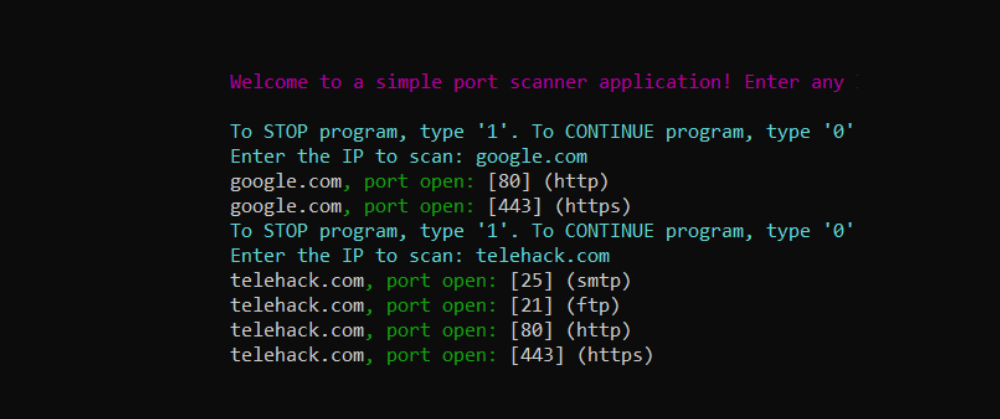 Welcome to a simple port scanner application! Enter any
To STOP program, type '1'. To CONTINUE program, type '0'
Enter the IP to scan: google.com
google.com, port open: [80] (http)
google.com, port open: [443] (https)
To STOP program, type '1'. To CONTINUE program, type '0'
Enter the IP to scan: telehack.com
telehack.com, port open: [25] (smtp)
telehack.com, port open: [21] (ftp)
telehack.com, port open: [80] (http)
telehack.com, port open: [443] (https)